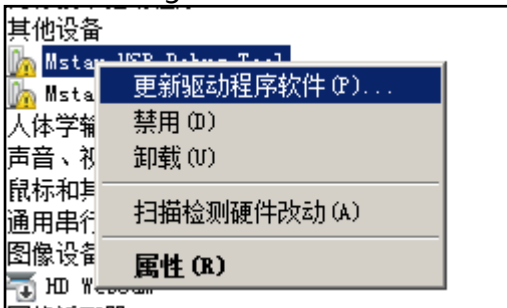 其他设备
Mstar USB Debug Tool
更新驱动程序软件(P)...
Msta
人体学输
禁用(D)
声音、视
卸载(U)
鼠标和其
扫描检测硬件改动(A)
通用串行
图像设备
属性(R)
HD Webcam